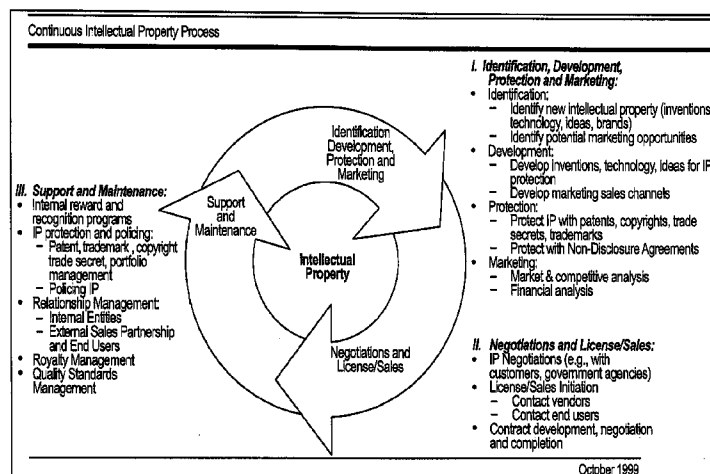 Continuous Intellectual Property Process
Identification
Development,
Protection and
Marketing
Support
and
Maintenance
Intellectual
Property
Negotiations and
License/Sales
I. Identification, Development,
Protection and Marketing:
• Identification:
– Identify new intellectual property (inventions
technology, ideas, brands)
– Identify potential marketing opportunities
• Development:
– Develop inventions, technology, ideas for IP
protection
– Develop marketing sales channels
• Protection:
– Protect IP with patents, copyrights, trade
secrets, trademarks
– Protect with Non-Disclosure Agreements
• Marketing:
– Market & competitive analysis
– Financial analysis
II. Negotiations and License/Sales:
• IP Negotiations (e.g., with
customers, government agencies)
• License/Sales Initiation
– Contact vendors
– Contact end users
• Contract development, negotiation
and completion
III. Support and Maintenance:
• Internal reward and
recognition programs
• IP protection and policing:
– Patent, trademark , copyright
trade secret, portfolio
management
– Policing IP
• Relationship Management:
– Internal Entities
– External Sales Partnership
and End Users
• Royalty Management
• Quality Standards
Management
October 1999